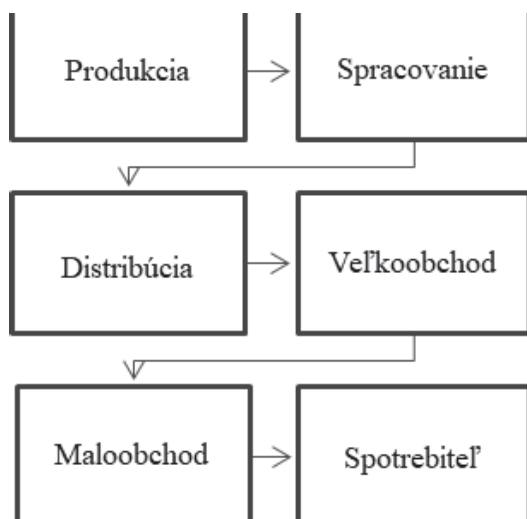 Produkcia
Spracovanie
Distribúcia
Veľkoobchod
Maloobchod
Spotrebiteľ